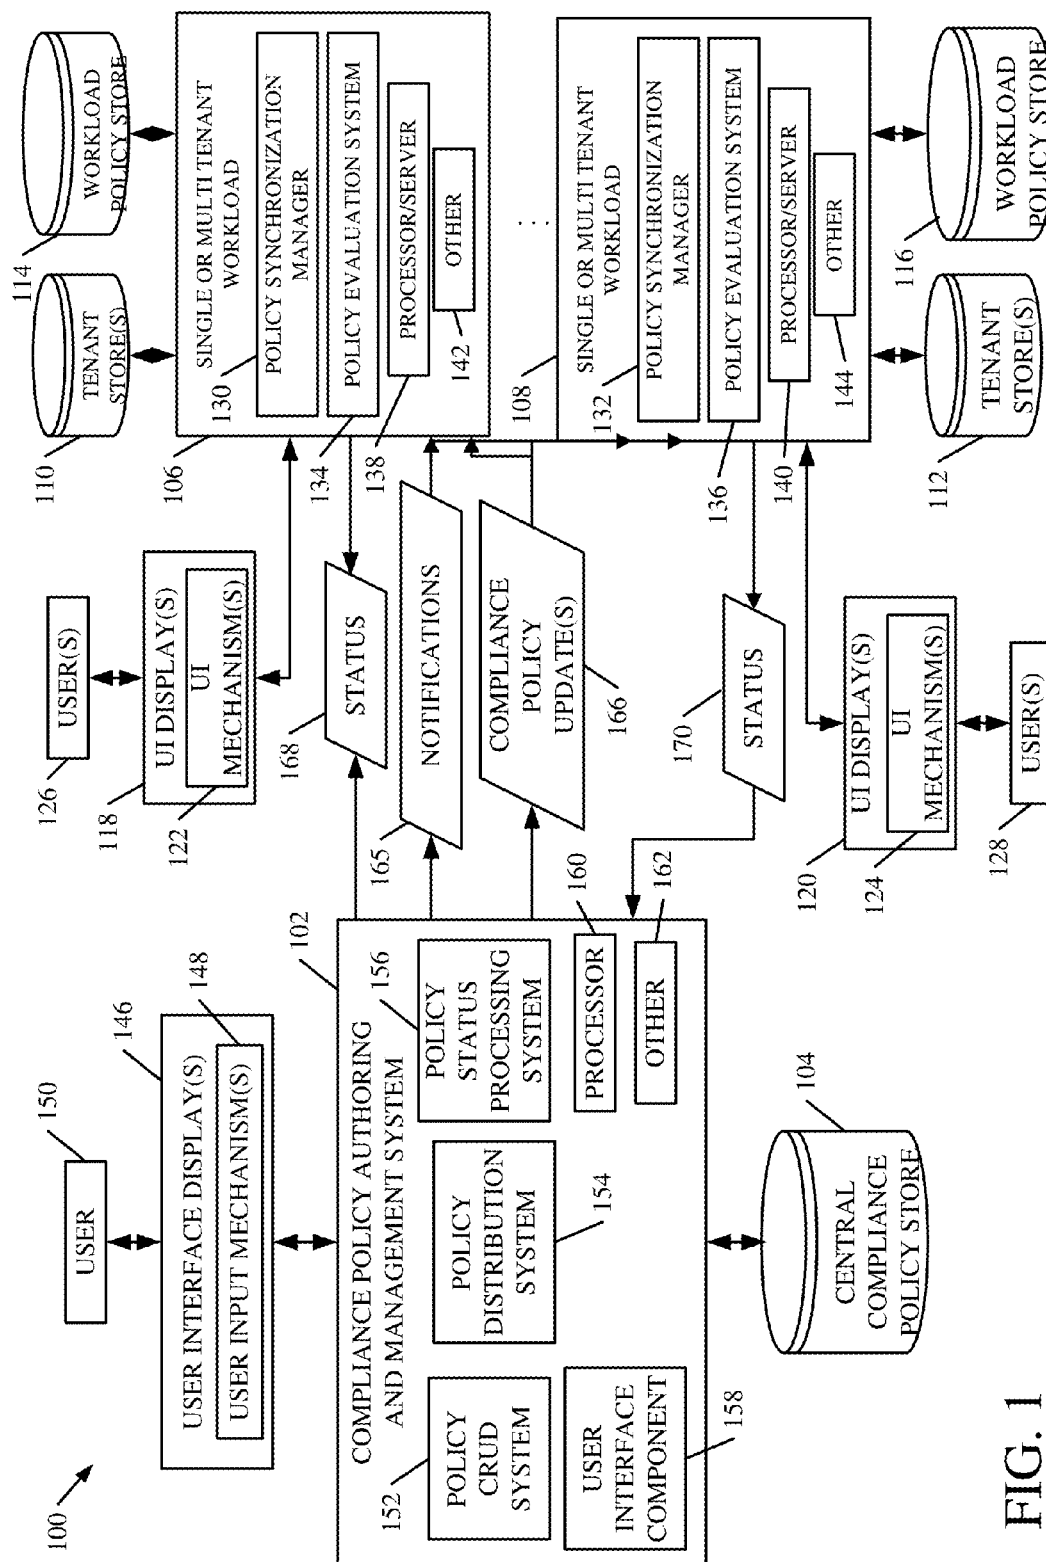 100
150
USER
146
USER INTERFACE DISPLAY(S)
148
USER INPUT MECHANISM(S)
102
COMPLIANCE POLICY AUTHORING
AND MANAGEMENT SYSTEM
152
POLICY
CRUD
SYSTEM
POLICY
DISTRIBUTION
SYSTEM
154
156
POLICY
STATUS
PROCESSING
SYSTEM
USER
INTERFACE
COMPONENT
158
160
PROCESSOR
162
OTHER
104
CENTRAL
COMPLIANCE
POLICY STORE
126
USER(S)
118
UI DISPLAY(S)
122
UI
MECHANISM(S)
168
STATUS
165
NOTIFICATIONS
COMPLIANCE
POLICY
UPDATE(S)
166
170
STATUS
120
UI DISPLAY(S)
124
UI
MECHANISM(S)
128
USER(S)
110
TENANT
STORE(S)
114
WORKLOAD
POLICY STORE
106
SINGLE OR MULTI TENANT
WORKLOAD
130
POLICY SYNCHRONIZATION
MANAGER
134
POLICY EVALUATION SYSTEM
138
PROCESSOR/SERVER
142
OTHER
108
SINGLE OR MULTI TENANT
WORKLOAD
132
POLICY SYNCHRONIZATION
MANAGER
136
POLICY EVALUATION SYSTEM
140
PROCESSOR/SERVER
144
OTHER
112
TENANT
STORE(S)
116
WORKLOAD
POLICY STORE
FIG. 1